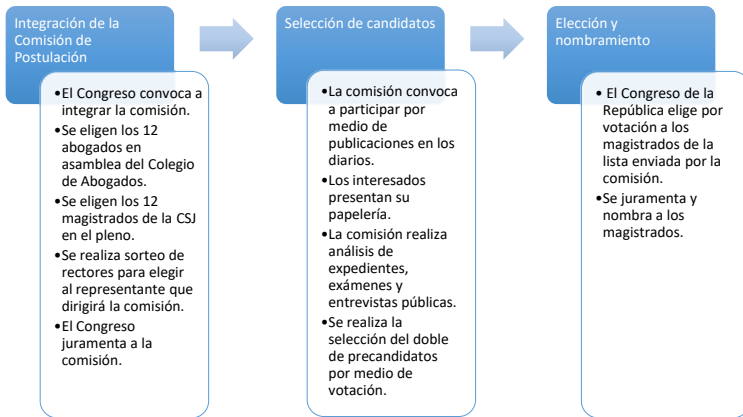 Integración de la
Comisión de
Postulación
•El Congreso convoca a
integrar la comisión.
•Se eligen los 12
abogados en
asamblea del Colegio
de Abogados.
•Se eligen los 12
magistrados de la CSJ
en el pleno.
•Se realiza sorteo de
rectores para elegir
al representante que
dirigirá la comisión.
•El Congreso
juramenta a la
comisión.
Selección de candidatos
•La comisión convoca
a participar por
medio de
publicaciones en los
diarios.
•Los interesados
presentan su
papelería.
•La comisión realiza
análisis de
expedientes,
exámenes y
entrevistas públicas.
•Se realiza la
selección del doble
de precandidatos
por medio de
votación.
Elección y
nombramiento
• El Congreso de la
República elige por
votación a los
magistrados de la
lista enviada por la
comisión.
•Se juramenta y
nombra a los
magistrados.